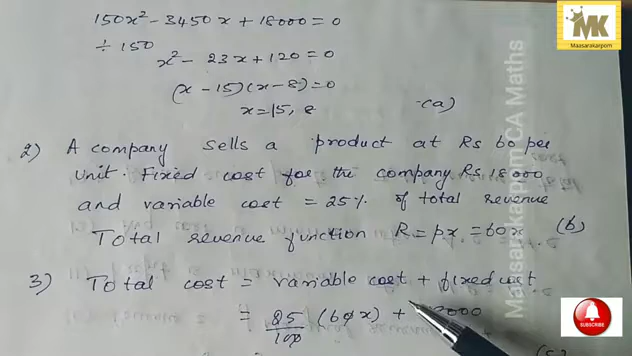 150x² - 3450x + 18000 = 0
÷ 150
x² - 23x + 120 = 0
(x - 15)(x - 8) = 0
x = 15, 8 (a)
2) A company sells a product at Rs 60 per
unit. Fixed cost for the company Rs 18000
and variable cost = 25% of total revenue
Total revenue function R = px = 60x (b)
3) Total cost = variable cost + fixed cost
= 25/100 (60x) +
MK
Maasarakarpom
Maasarakarpom CA Maths
SUBSCRIBE